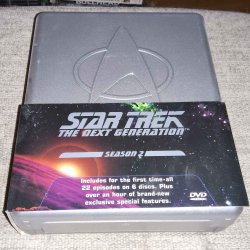 STAR TREK
THE NEXT GENERATION
SEASON 2
Includes for the first time-all
22 episodes on 6 discs. Plus
over an hour of brand-new
exclusive special features.
DVD